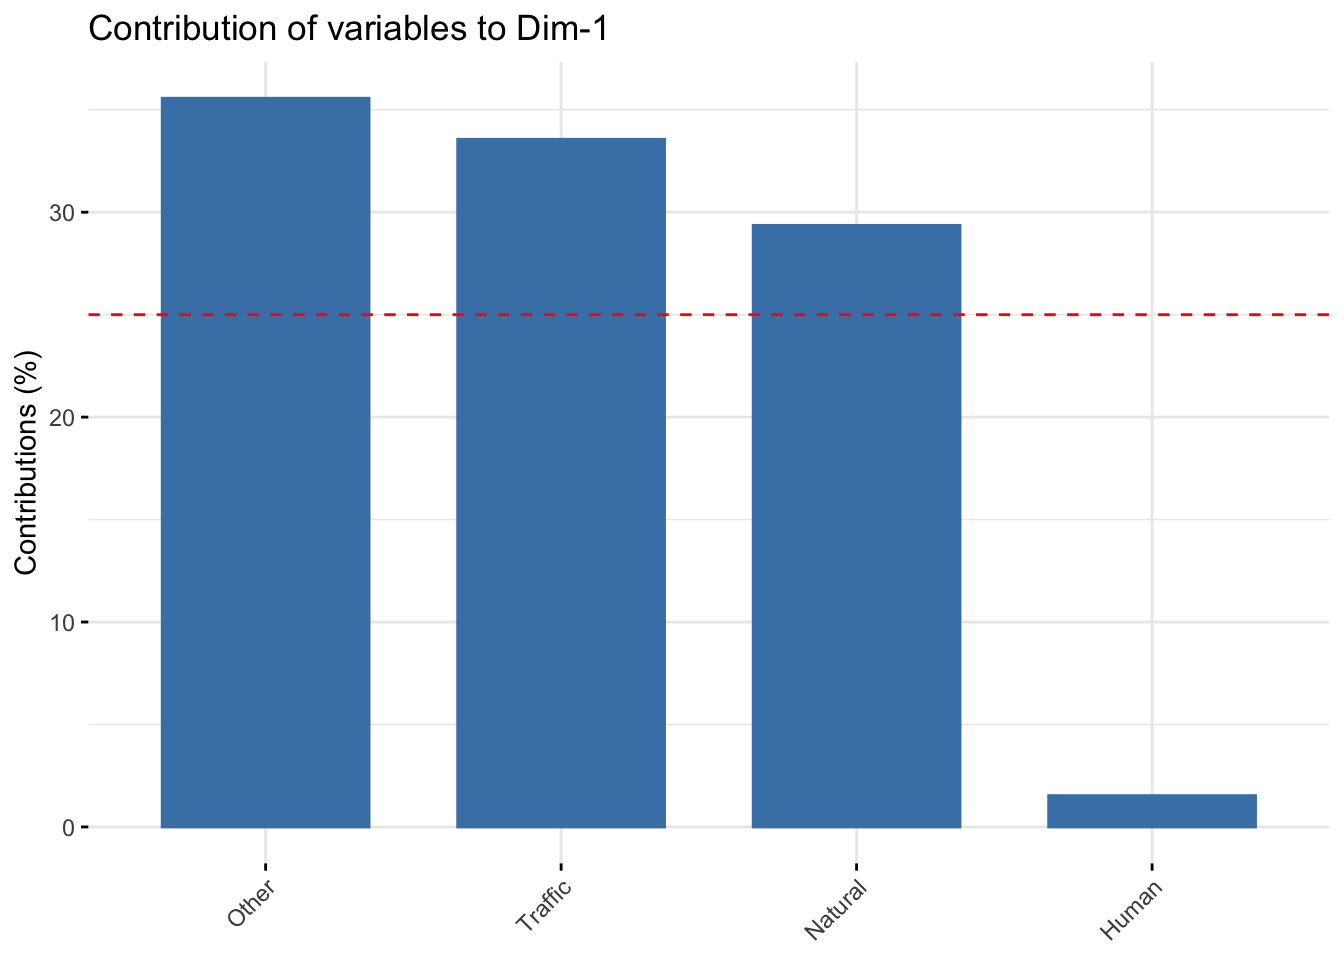 Contribution of variables to Dim-1
Contributions (%)
30
20
10
0
Other
Traffic
Natural
Human